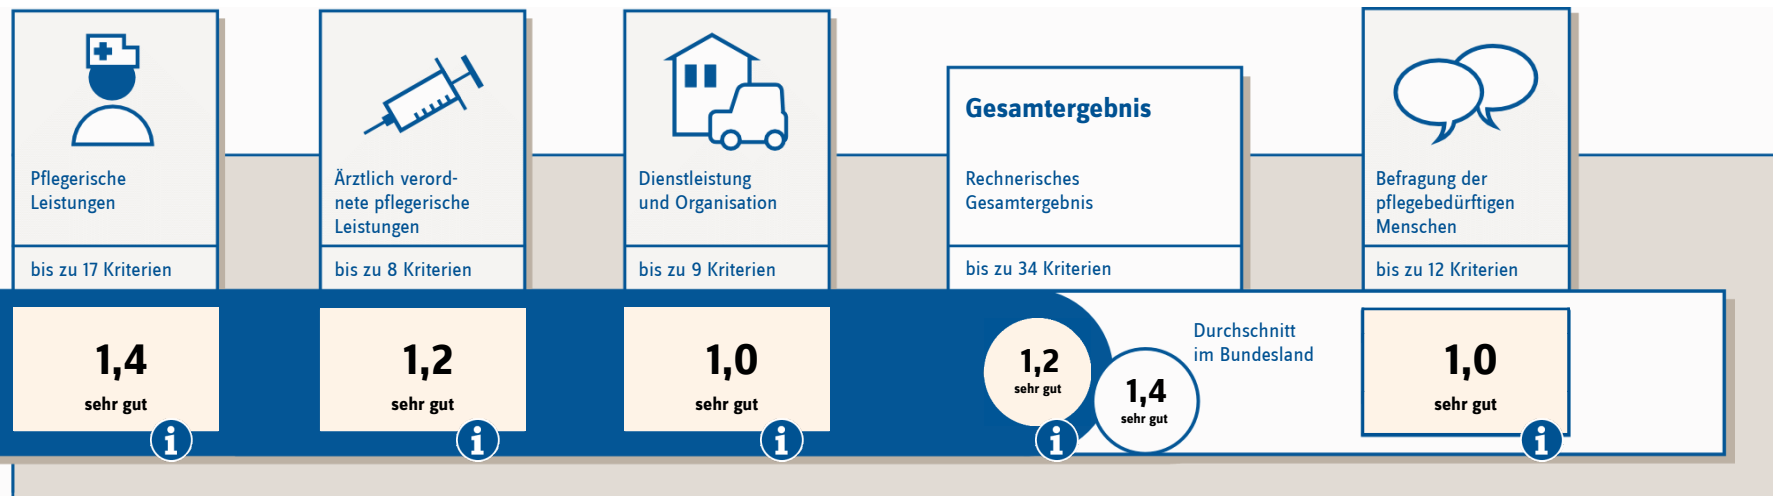 Pflegerische
Leistungen
bis zu 17 Kriterien
1,4
sehr gut
i
Ärztlich verord-
nete pflegerische
Leistungen
bis zu 8 Kriterien
1,2
sehr gut
i
Dienstleistung
und Organisation
bis zu 9 Kriterien
1,0
sehr gut
i
Gesamtergebnis
Rechnerisches
Gesamtergebnis
bis zu 34 Kriterien
1,2
sehr gut
i
1,4
sehr gut
Durchschnitt
im Bundesland
Befragung der
pflegebedürftigen
Menschen
bis zu 12 Kriterien
1,0
sehr gut
i